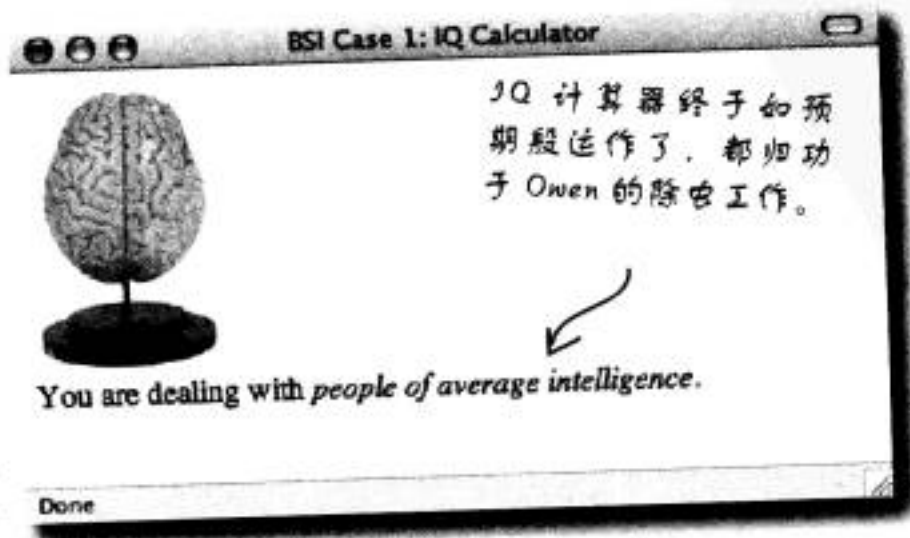 BSI Case 1: IQ Calculator
IQ 计算器终于如预
期般运作了，都归功
于 Owen 的除虫工作。
You are dealing with people of average intelligence.
Done